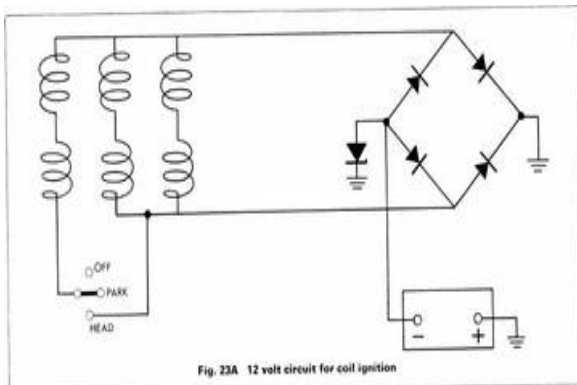 OFF
PARK
HEAD
- +
Fig. 23A 12 volt circuit for coil ignition